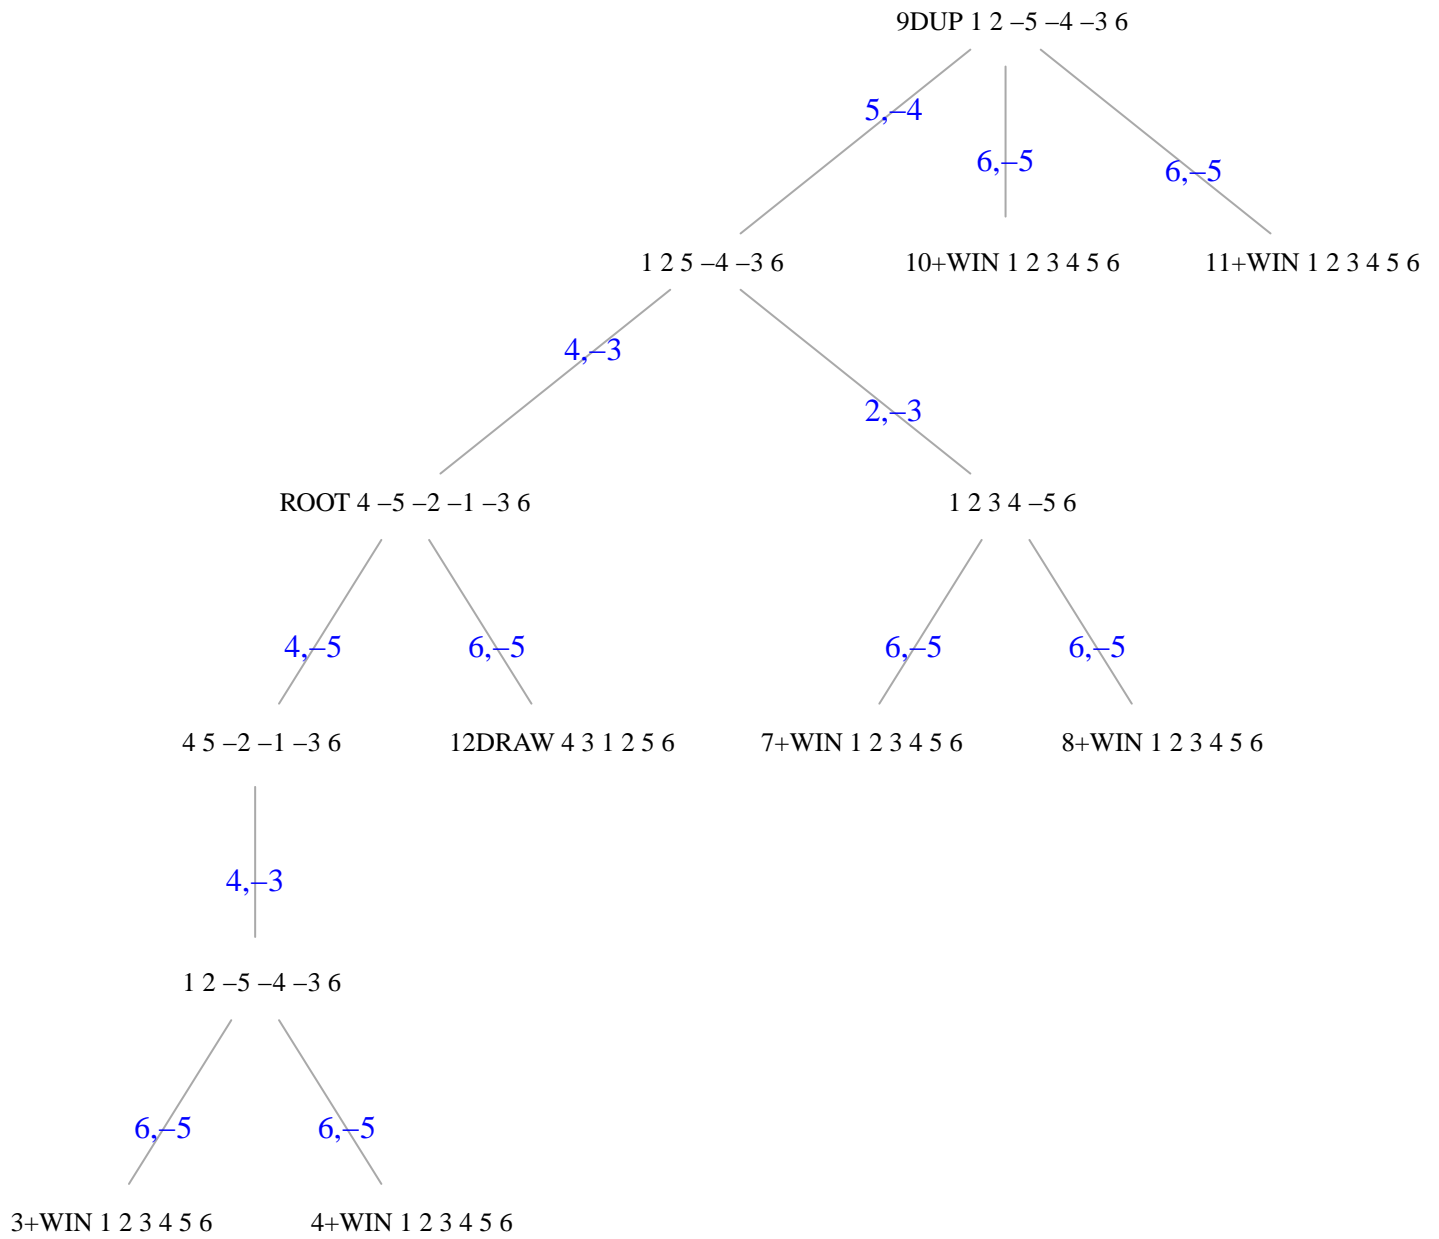 9DUP 1 2 –5 –4 –3 6
5,–4
6,–5
6,–5
1 2 5 –4 –3 6
10+WIN 1 2 3 4 5 6
11+WIN 1 2 3 4 5 6
4,–3
2,–3
ROOT 4 –5 –2 –1 –3 6
1 2 3 4 –5 6
4,–5
6,–5
6,–5
6,–5
4 5 –2 –1 –3 6
12DRAW 4 3 1 2 5 6
7+WIN 1 2 3 4 5 6
8+WIN 1 2 3 4 5 6
4,–3
1 2 –5 –4 –3 6
6,–5
6,–5
3+WIN 1 2 3 4 5 6
4+WIN 1 2 3 4 5 6